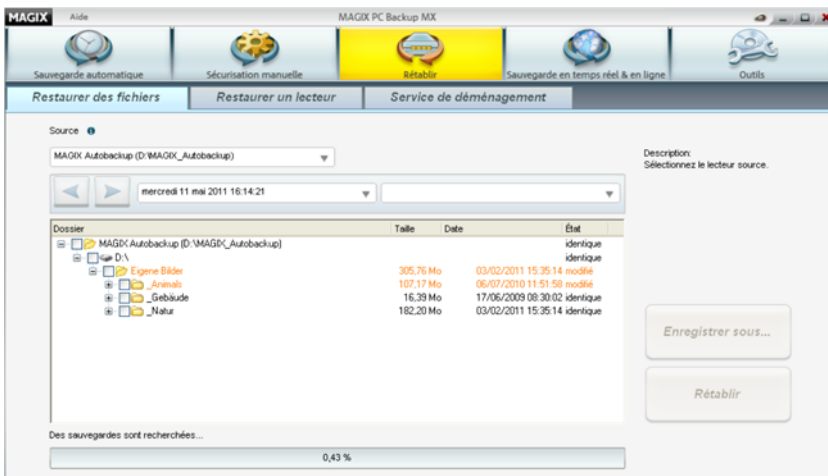 MAGIX Aide MAGIX PC Backup MX
Sauvegarde automatique Sécurisation manuelle Rétablir Sauvegarde en temps réel & en ligne Outils
Restaurer des fichiers Restaurer un lecteur Service de déménagement
Source
MAGIX Autobackup (D:\MAGIX_Autobackup)
Description:
Sélectionnez le lecteur source.
mercredi 11 mai 2011 16:14:21
Dossier Taille Date État
MAGIX Autobackup (D:\MAGIX_Autobackup) identique
D:\ identique
Eigene Bilder 305,76 Mo 03/02/2011 15:35:14 modifié
_Animals 107,17 Mo 06/07/2010 11:51:58 modifié
_Gebäude 16,39 Mo 17/06/2009 08:30:02 identique
_Natur 182,20 Mo 03/02/2011 15:35:14 identique
Enregistrer sous...
Rétablir
Des sauvegardes sont recherchées...
0,43 %